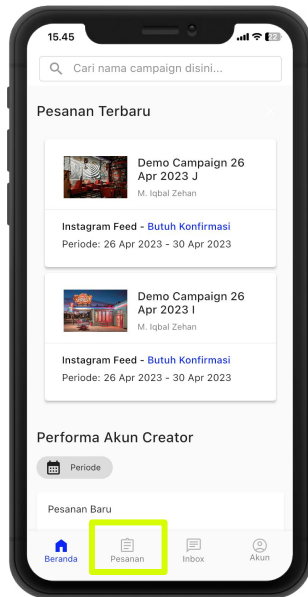 15.45
22
Cari nama campaign disini...
Pesanan Terbaru
Demo Campaign 26
Apr 2023 J
M. Iqbal Zehan
Instagram Feed - Butuh Konfirmasi
Periode: 26 Apr 2023 - 30 Apr 2023
Demo Campaign 26
Apr 2023 I
M. Iqbal Zehan
Instagram Feed - Butuh Konfirmasi
Periode: 26 Apr 2023 - 30 Apr 2023
Performa Akun Creator
Periode
Pesanan Baru
Beranda
Pesanan
Inbox
Akun